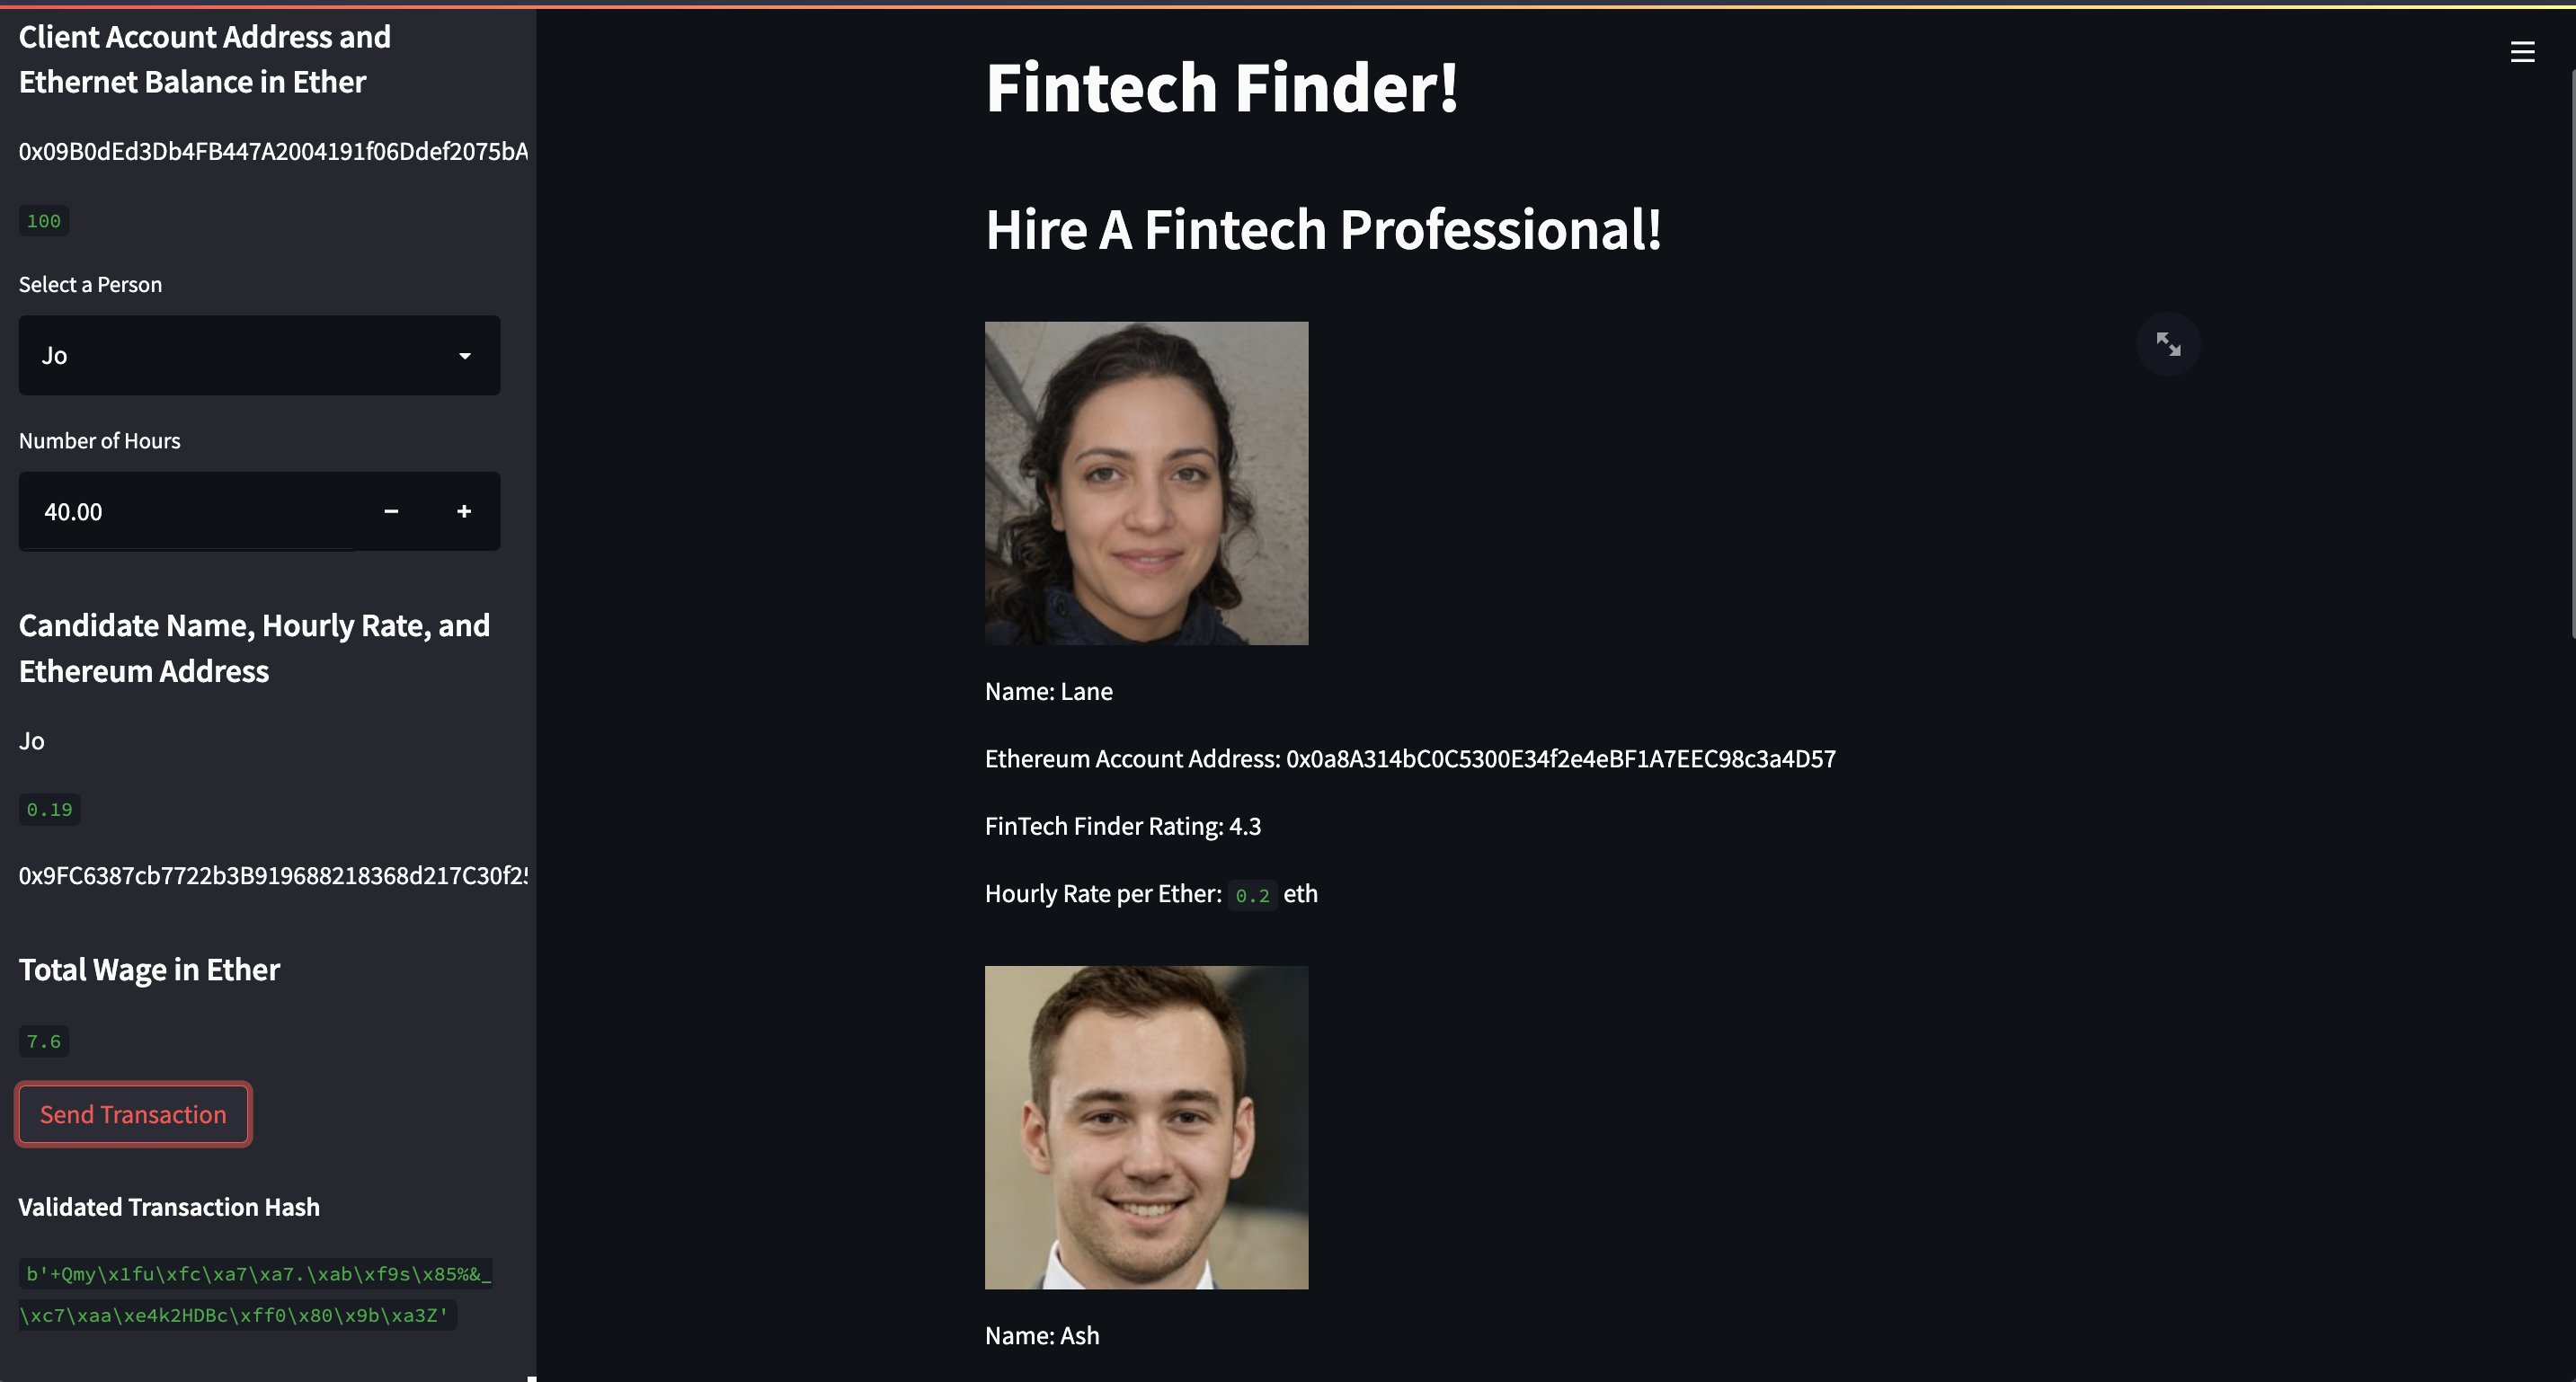 Client Account Address and
Ethernet Balance in Ether
0x09B0dEd3Db4FB447A2004191f06Ddef2075bA
100
Select a Person
Jo
Number of Hours
40.00
Candidate Name, Hourly Rate, and
Ethereum Address
Jo
0.19
0x9FC6387cb7722b3B919688218368d217C30f25
Total Wage in Ether
7.6
Send Transaction
Validated Transaction Hash
b'+Qmy\x1fu\xfc\xa7\xa7.\xab\xf9s\x85%&_
\xc7\xaa\xe4k2HDBc\xff0\x80\x9b\xa3Z'
Fintech Finder!
Hire A Fintech Professional!
Name: Lane
Ethereum Account Address: 0x0a8A314bC0C5300E34f2e4eBF1A7EEC98c3a4D57
FinTech Finder Rating: 4.3
Hourly Rate per Ether: 0.2 eth
Name: Ash